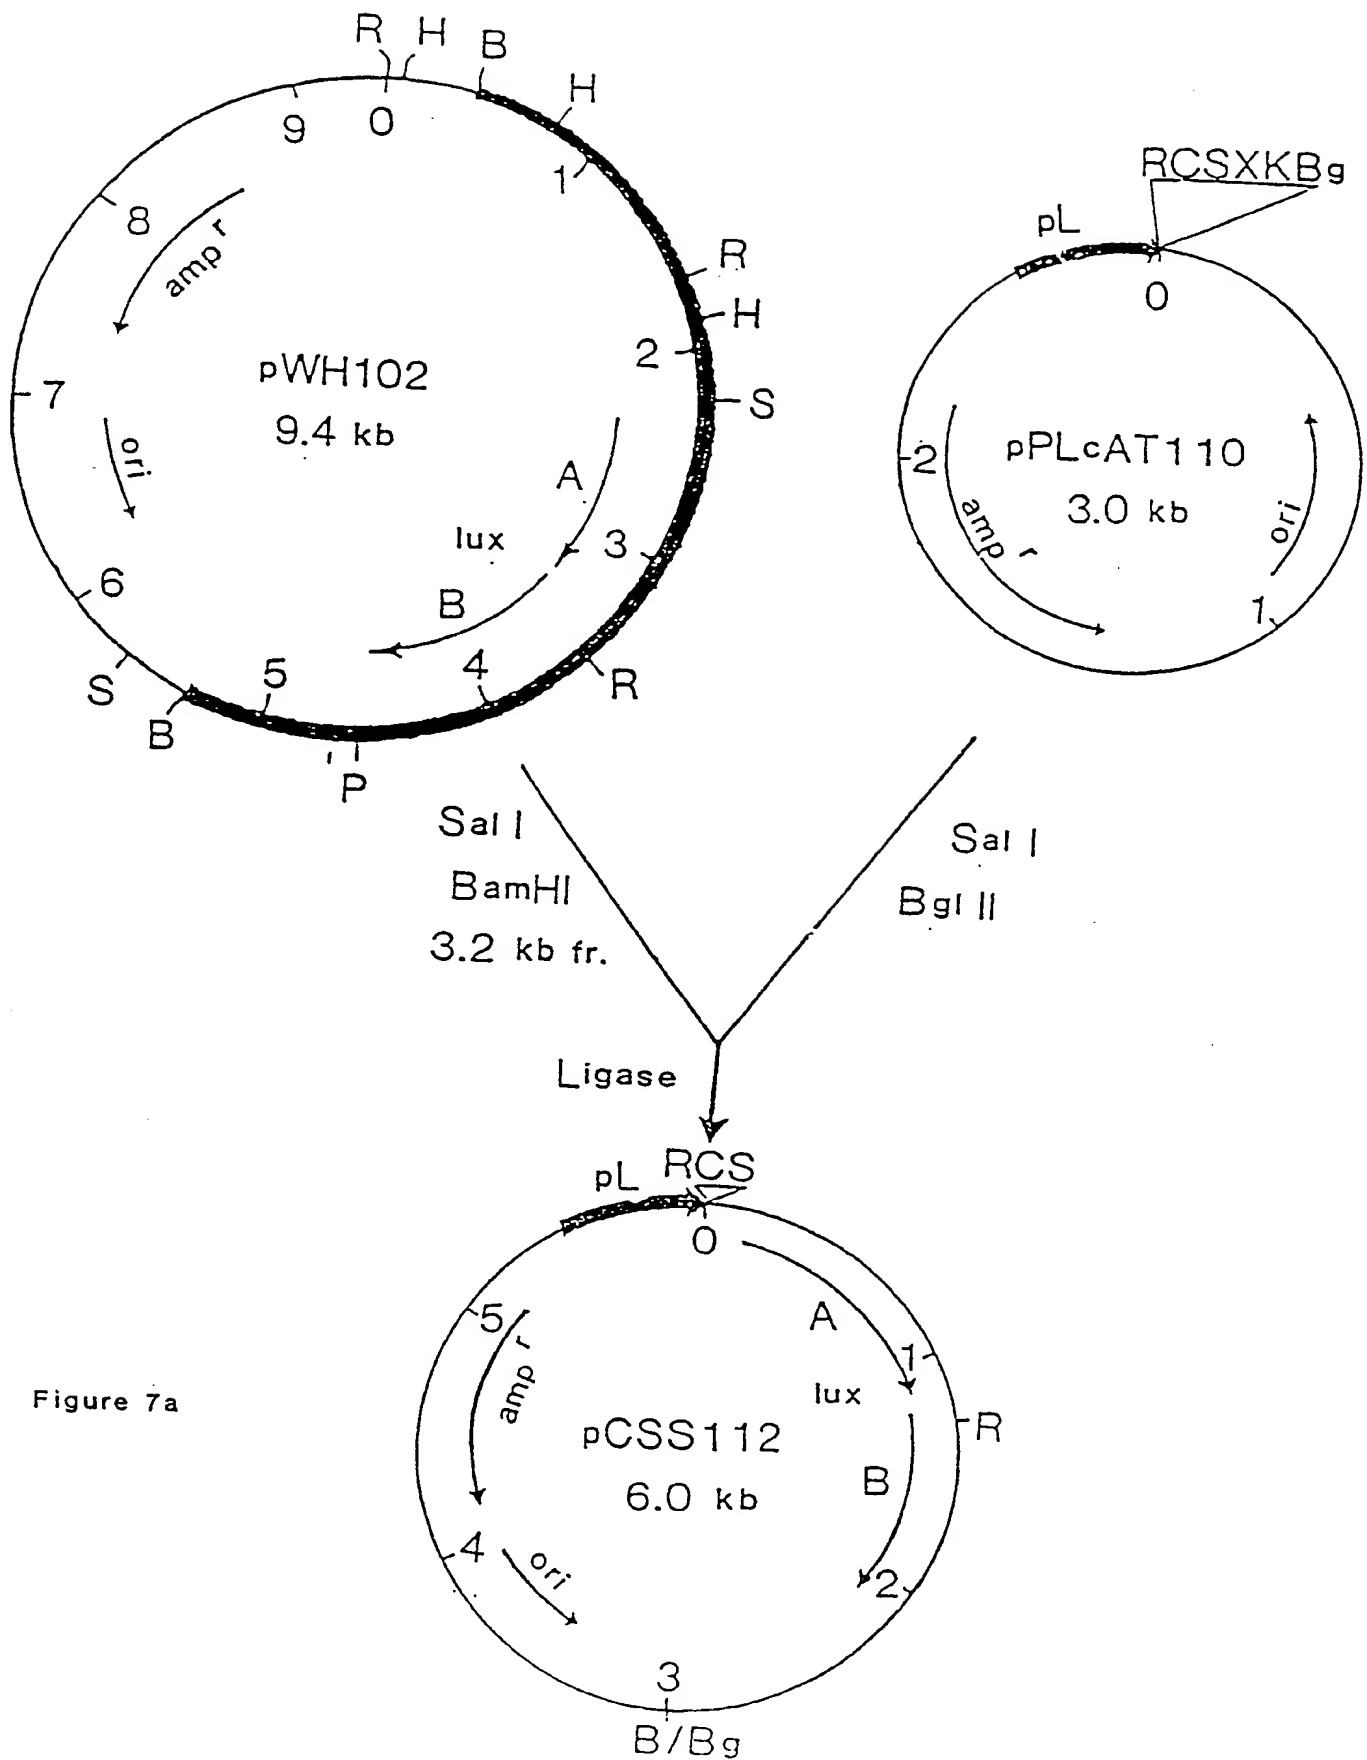 R H B
H
9 0
1
8
amp r
R
H
2
pWH102
9.4 kb
7
S
ori
A
lux
3
B
6
5
4
R
S
B
P
RCSXKBg
pL
0
2
pPLcAT110
3.0 kb
amp r
ori
1
Sal I
BamHI
3.2 kb fr.
Sal I
Bgl II
Ligase
pL RCS
0
5
A
amp r
1
lux
R
pCSS112
6.0 kb
B
4
ori
2
3
B/Bg
Figure 7a